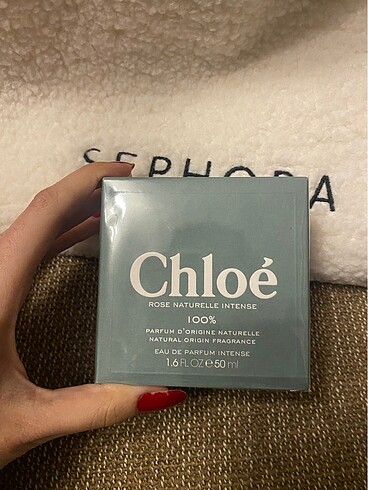 SEPHORA
Chloé
ROSE NATURELLE INTENSE
100%
PARFUM D'ORIGINE NATURELLE
NATURAL ORIGIN FRAGRANCE
EAU DE PARFUM INTENSE
1.6 FL OZ ℮ 50 ml